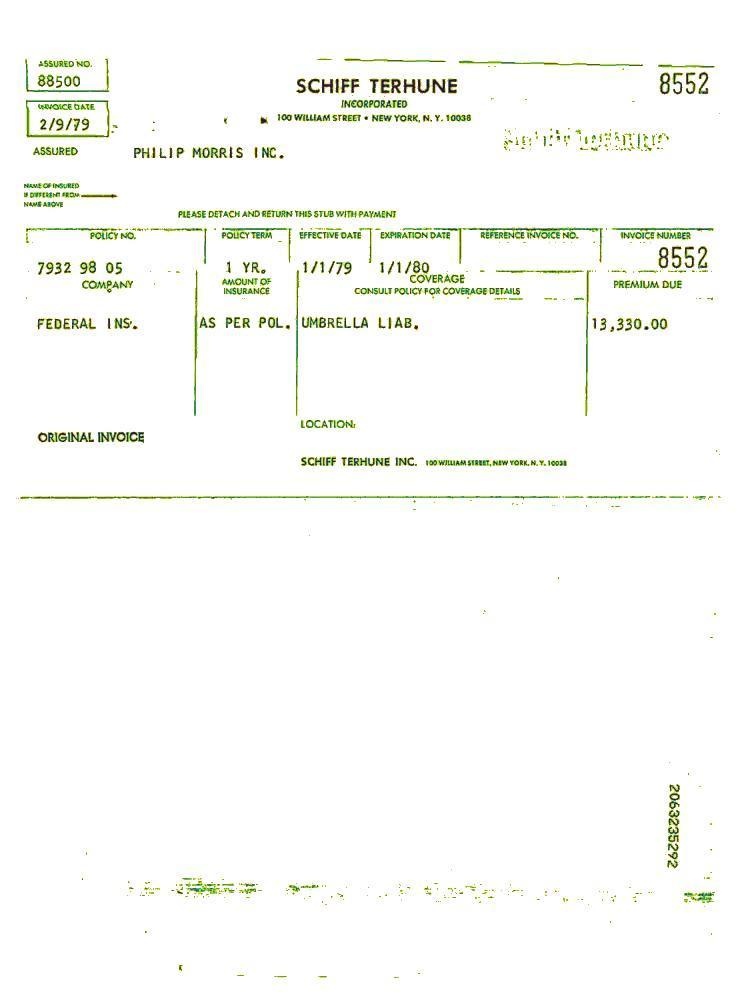 ASSURED NO.
88500
SCHIFF TERHUNE
8552
INCORPORATED
INVOICE DATE
2/9/79
100 WILLIAM STREET • NEW YORK, N. Y. 10038
ASSURED PHILIP MORRIS INC.
NAME OF INSURED
IF DIFFERENT FROM
NAME ABOVE
PLEASE DETACH AND RETURN THIS STUB WITH PAYMENT
POLICY NO. POLICY TERM EFFECTIVE DATE EXPIRATION DATE REFERENCE INVOICE NO. INVOICE NUMBER
8552
7932 98 05 1 YR. 1/1/79 1/1/80
COMPANY AMOUNT OF INSURANCE COVERAGE PREMIUM DUE
CONSULT POLICY FOR COVERAGE DETAILS
FEDERAL INS. AS PER POL. UMBRELLA LIAB. 13,330.00
LOCATION:
ORIGINAL INVOICE
SCHIFF TERHUNE INC. 100 WILLIAM STREET, NEW YORK, N. Y. 10038
2063235292